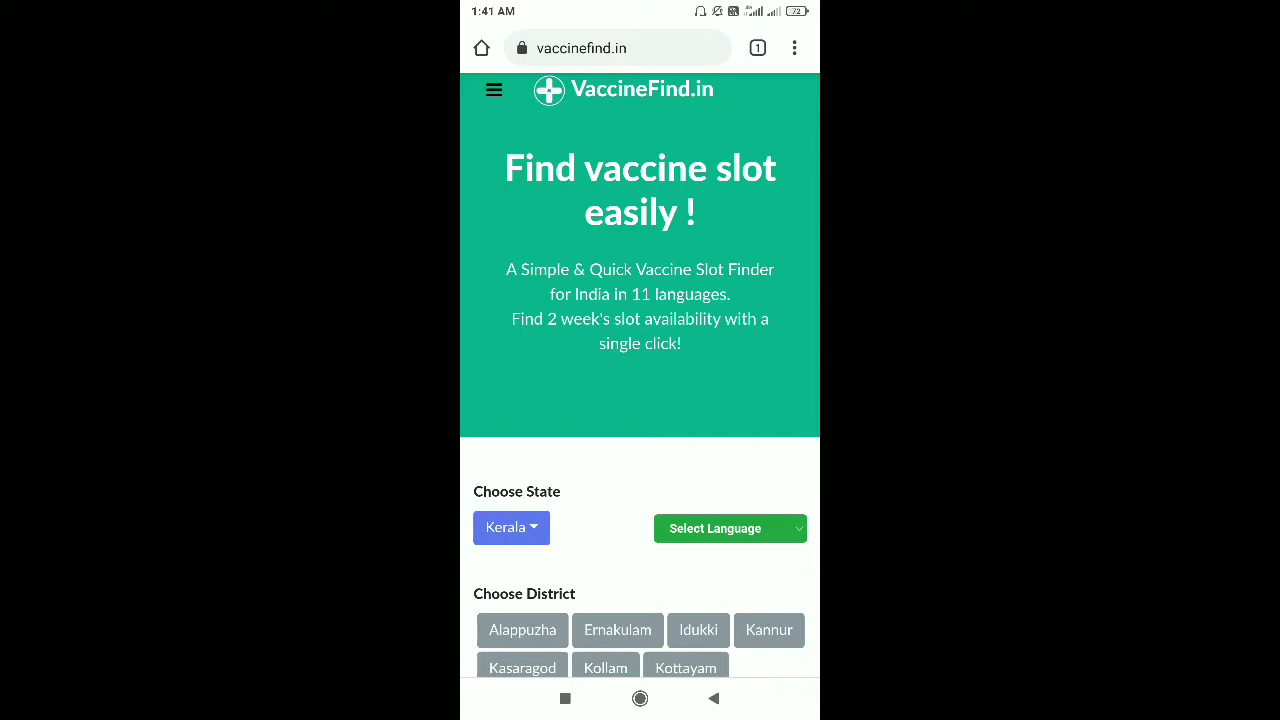 1:41 AM
4G
72
vaccinefind.in
1
VaccineFind.in
Find vaccine slot
easily !
A Simple & Quick Vaccine Slot Finder
for India in 11 languages.
Find 2 week's slot availability with a
single click!
Choose State
Kerala
Select Language
Choose District
Alappuzha Ernakulam Idukki Kannur
Kasaragod Kollam Kottayam